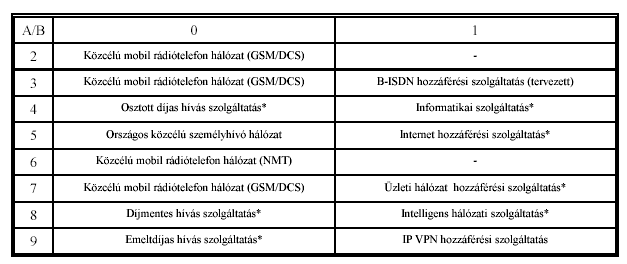 A/B 0 1
2 Közcélú mobil rádiótelefon hálózat (GSM/DCS) -
3 Közcélú mobil rádiótelefon hálózat (GSM/DCS) B-ISDN hozzáférési szolgáltatás (tervezett)
4 Osztott díjas hívás szolgáltatás* Informatikai szolgáltatás*
5 Országos közcélú személyhívó hálózat Internet hozzáférési szolgáltatás*
6 Közcélú mobil rádiótelefon hálózat (NMT) -
7 Közcélú mobil rádiótelefon hálózat (GSM/DCS) Üzleti hálózat hozzáférési szolgáltatás*
8 Díjmentes hívás szolgáltatás* Intelligens hálózati szolgáltatás*
9 Emeltdíjas hívás szolgáltatás* IP VPN hozzáférési szolgáltatás